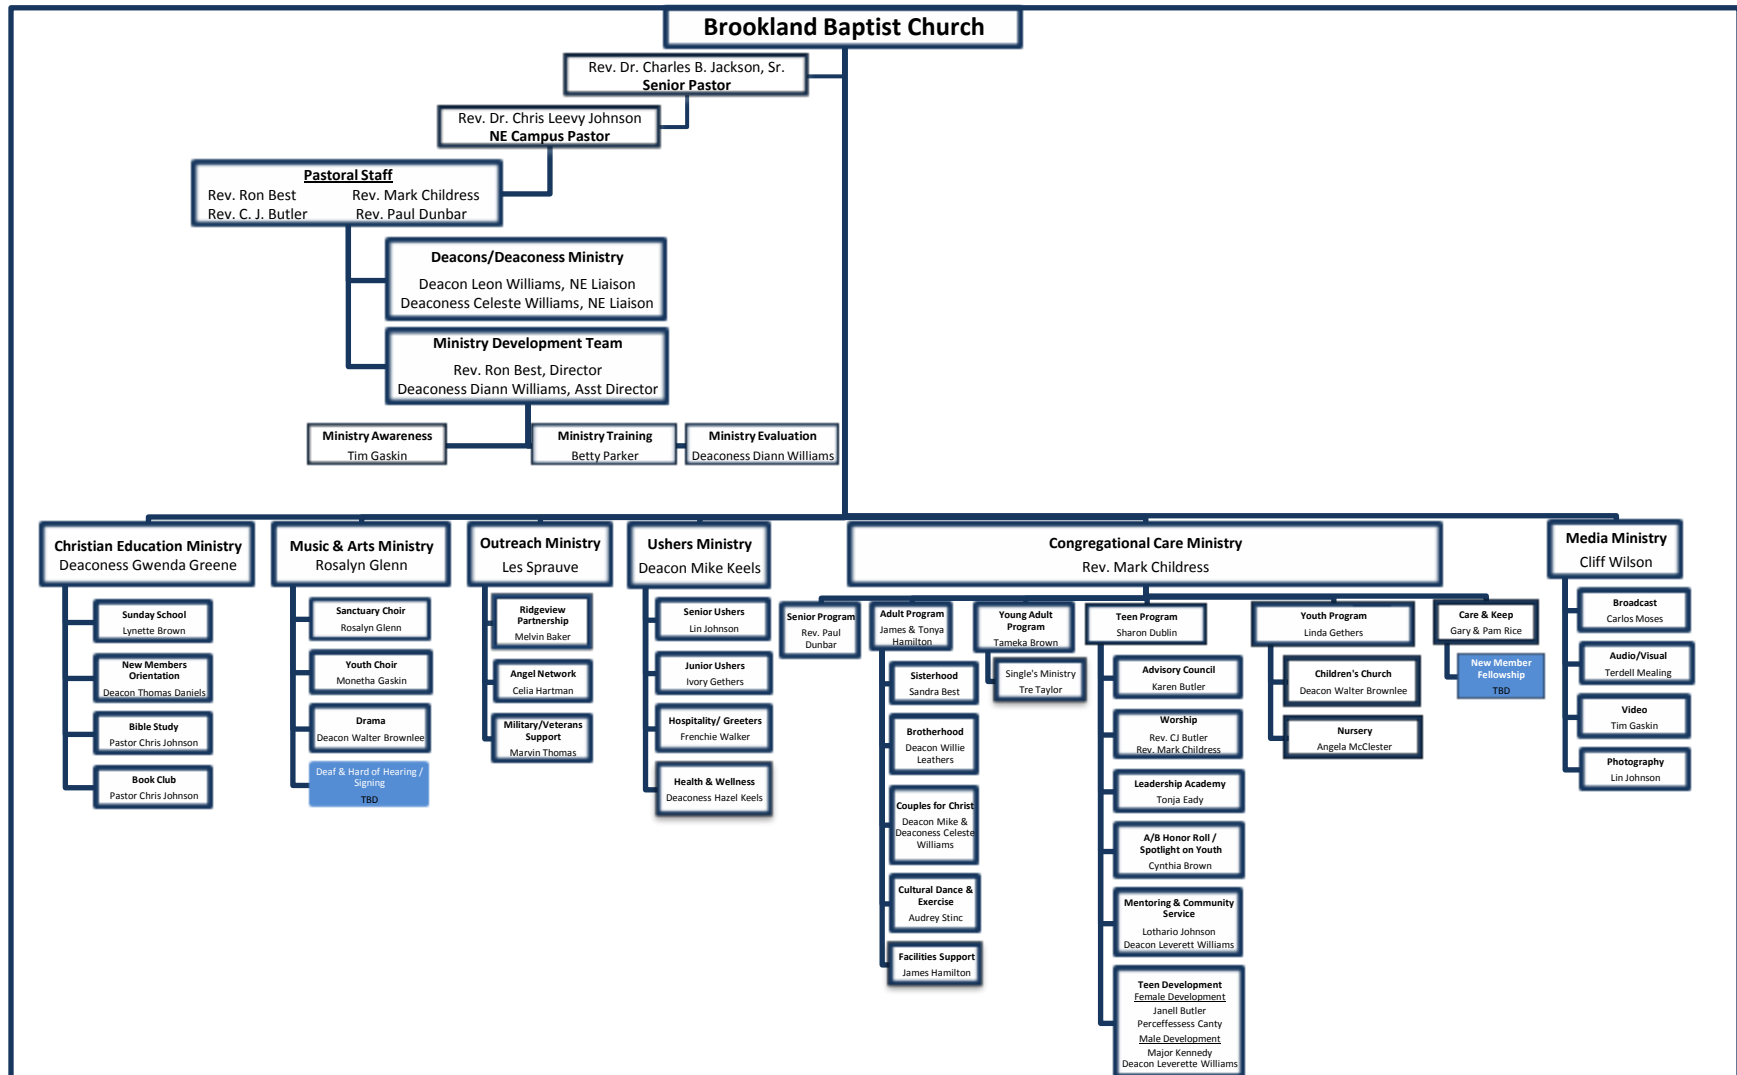 Brookland Baptist Church
Rev. Dr. Charles B. Jackson, Sr.
Senior Pastor
Rev. Dr. Chris Leevy Johnson
NE Campus Pastor
Pastoral Staff
Rev. Ron Best Rev. Mark Childress
Rev. C. J. Butler Rev. Paul Dunbar
Deacons/Deaconess Ministry
Deacon Leon Williams, NE Liaison
Deaconess Celeste Williams, NE Liaison
Ministry Development Team
Rev. Ron Best, Director
Deaconess Diann Williams, Asst Director
Ministry Awareness
Tim Gaskin
Ministry Training
Betty Parker
Ministry Evaluation
Deaconess Diann Williams
Christian Education Ministry
Deaconess Gwenda Greene
Sunday School
Lynette Brown
New Members
Orientation
Deacon Thomas Daniels
Bible Study
Pastor Chris Johnson
Book Club
Pastor Chris Johnson
Music & Arts Ministry
Rosalyn Glenn
Sanctuary Choir
Rosalyn Glenn
Youth Choir
Monetha Gaskin
Drama
Deacon Walter Brownlee
Deaf & Hard of Hearing /
Signing
TBD
Outreach Ministry
Les Sprauve
Ridgeview
Partnership
Melvin Baker
Angel Network
Celia Hartman
Military/Veterans
Support
Marvin Thomas
Ushers Ministry
Deacon Mike Keels
Senior Ushers
Lin Johnson
Junior Ushers
Ivory Gethers
Hospitality/ Greeters
Frenchie Walker
Health & Wellness
Deaconess Hazel Keels
Congregational Care Ministry
Rev. Mark Childress
Senior Program
Rev. Paul
Dunbar
Adult Program
James & Tonya
Hamilton
Sisterhood
Sandra Best
Brotherhood
Deacon Willie
Leathers
Couples for Christ
Deacon Mike &
Deaconess Celeste
Williams
Cultural Dance &
Exercise
Audrey Stinc
Facilities Support
James Hamilton
Young Adult
Program
Tameka Brown
Single's Ministry
Tre Taylor
Teen Program
Sharon Dublin
Advisory Council
Karen Butler
Worship
Rev. CJ Butler
Rev. Mark Childress
Leadership Academy
Tonja Eady
A/B Honor Roll /
Spotlight on Youth
Cynthia Brown
Mentoring & Community
Service
Lothario Johnson
Deacon Leverett Williams
Teen Development
Female Development
Janell Butler
Perceffessess Canty
Male Development
Major Kennedy
Deacon Leverette Williams
Youth Program
Linda Gethers
Children's Church
Deacon Walter Brownlee
Nursery
Angela McClester
Care & Keep
Gary & Pam Rice
New Member
Fellowship
TBD
Media Ministry
Cliff Wilson
Broadcast
Carlos Moses
Audio/Visual
Terdell Mealing
Video
Tim Gaskin
Photography
Lin Johnson